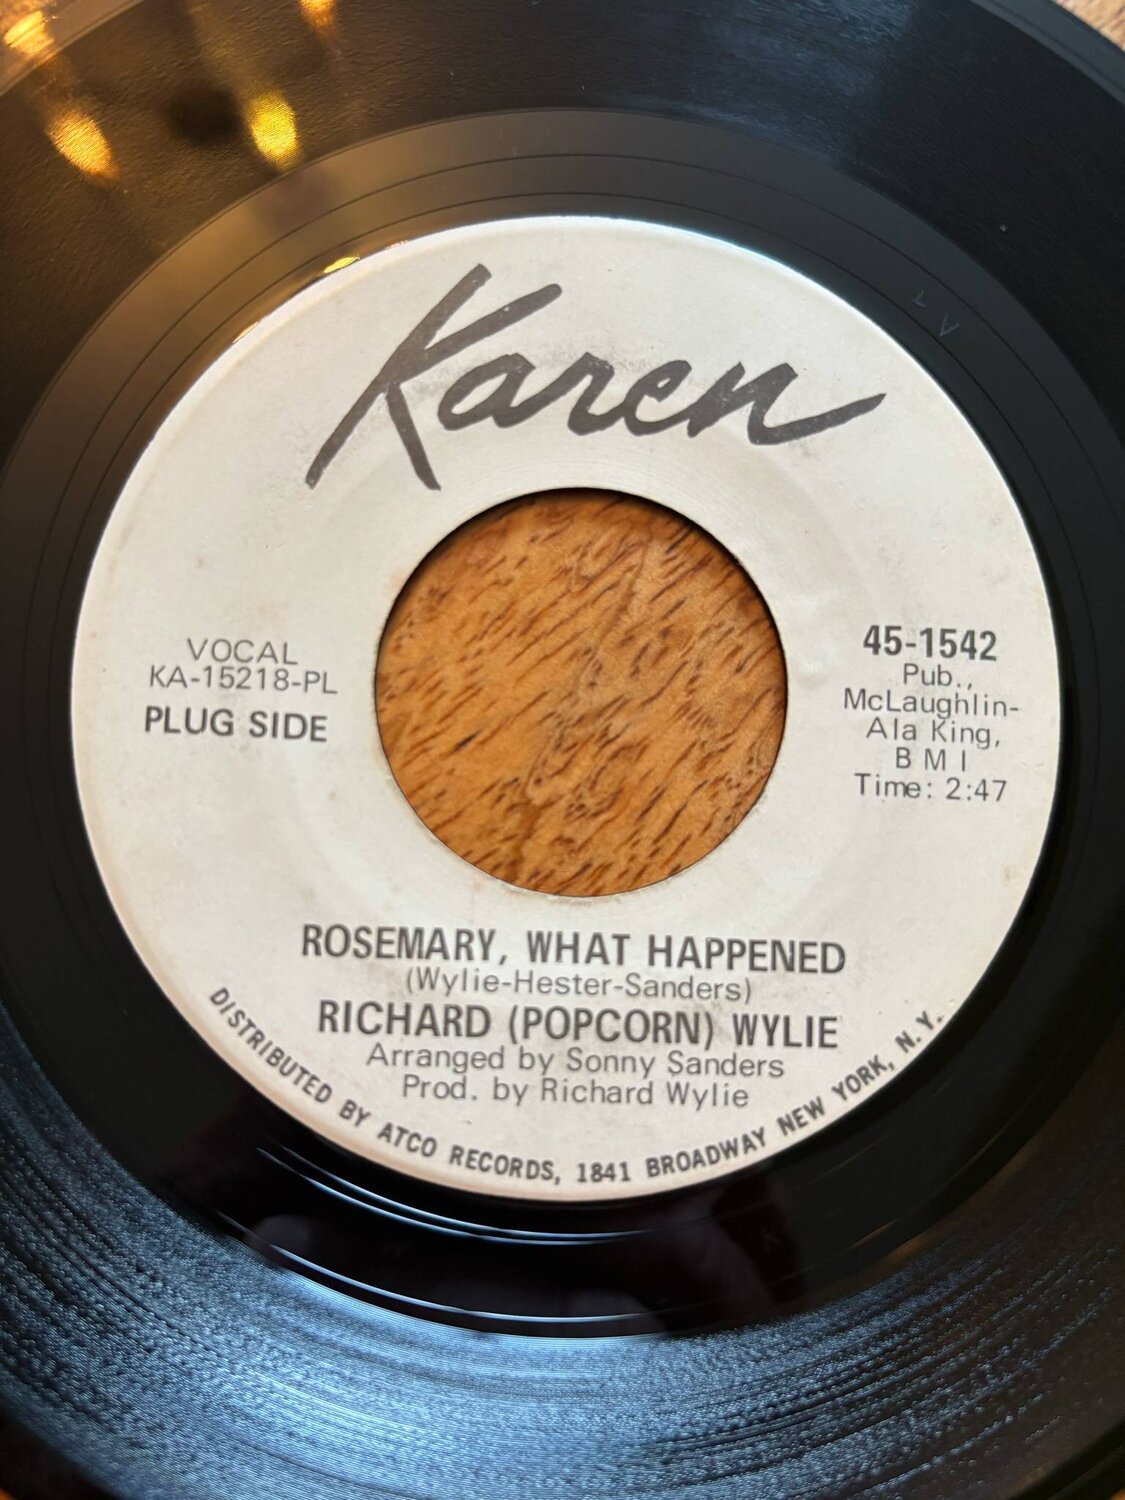 Karen
VOCAL
KA-15218-PL
PLUG SIDE
45-1542
Pub.,
McLaughlin-
Ala King,
B M I
Time: 2:47
ROSEMARY, WHAT HAPPENED
(Wylie-Hester-Sanders)
RICHARD (POPCORN) WYLIE
Arranged by Sonny Sanders
Prod. by Richard Wylie
DISTRIBUTED BY ATCO RECORDS, 1841 BROADWAY NEW YORK, N. Y.